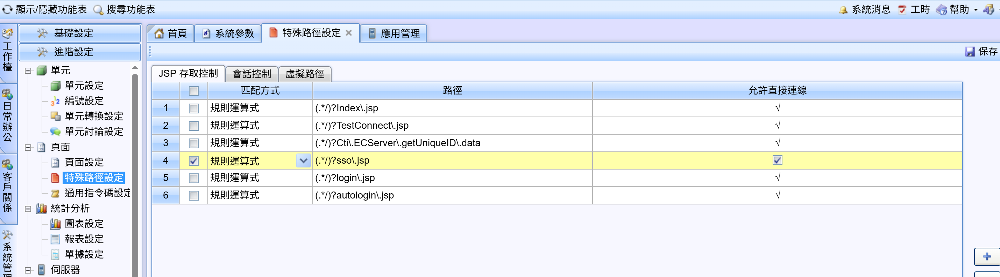 顯示/隱藏功能表 搜尋功能表 系統消息 工時 幫助
工作檯
日常辦公
客戶關係
系統管理
基礎設定
進階設定
單元
單元設定
編號設定
單元轉換設定
單元討論設定
頁面
頁面設定
特殊路徑設定
通用指令碼設定
統計分析
圖表設定
報表設定
單據設定
伺服器
首頁 系統參數 特殊路徑設定 應用管理
保存
JSP 存取控制 會話控制 虛擬路徑
匹配方式 路徑 允許直接連線
1 規則運算式 (.*/)?Index\.jsp √
2 規則運算式 (.*/)?TestConnect\.jsp √
3 規則運算式 (.*/)?Cti\.ECServer\.getUniqueID\.data √
4 規則運算式 (.*/)?sso\.jsp
5 規則運算式 (.*/)?login\.jsp √
6 規則運算式 (.*/)?autologin\.jsp √